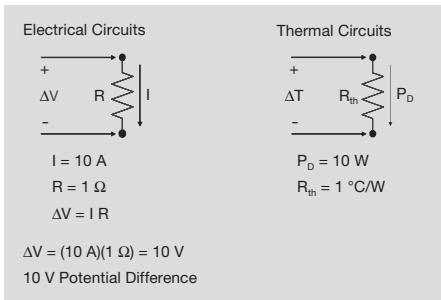 Electrical Circuits
+
ΔV
R
I
-
I = 10 A
R = 1 Ω
ΔV = I R
ΔV = (10 A)(1 Ω) = 10 V
10 V Potential Difference
Thermal Circuits
+
ΔT
Rth
PD
-
PD = 10 W
Rth = 1 °C/W